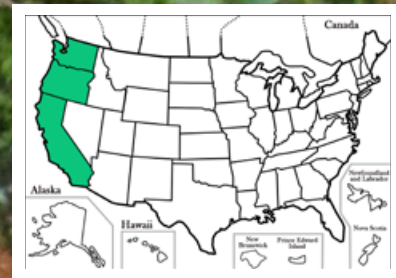 Canada
Newfoundland
and Labrador
Alaska
Hawaii
New
Brunswick
Prince Edward
Island
Nova Scotia